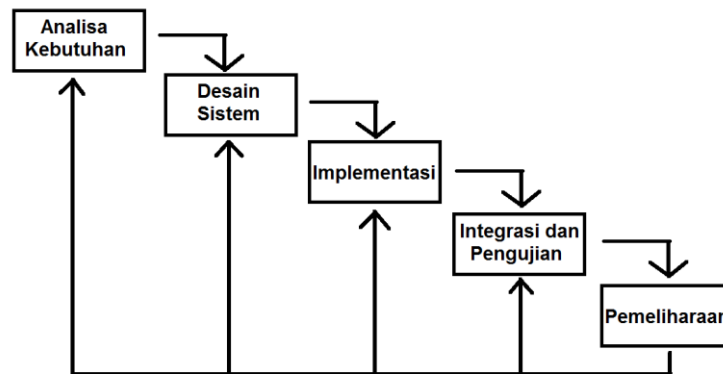 Analisa
Kebutuhan
Desain
Sistem
Implementasi
Integrasi dan
Pengujian
Pemeliharaan